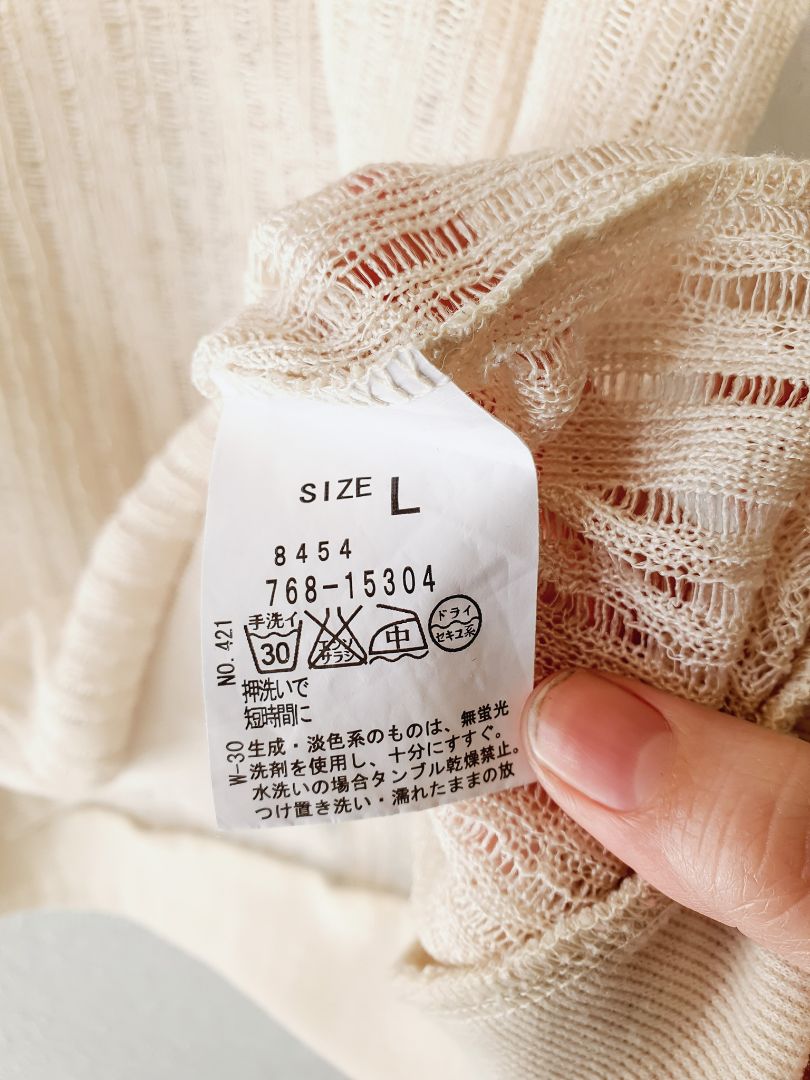 SIZE L
8454
768-15304
手洗イ
30
エンソ
サラシ
中
ドライ
セキユ系
NO. 421
押洗いで
短時間に
W-30
生成・淡色系のものは、無蛍光
洗剤を使用し、十分にすすぐ。
水洗いの場合タンブル乾燥禁止。
つけ置き洗い・濡れたままの放